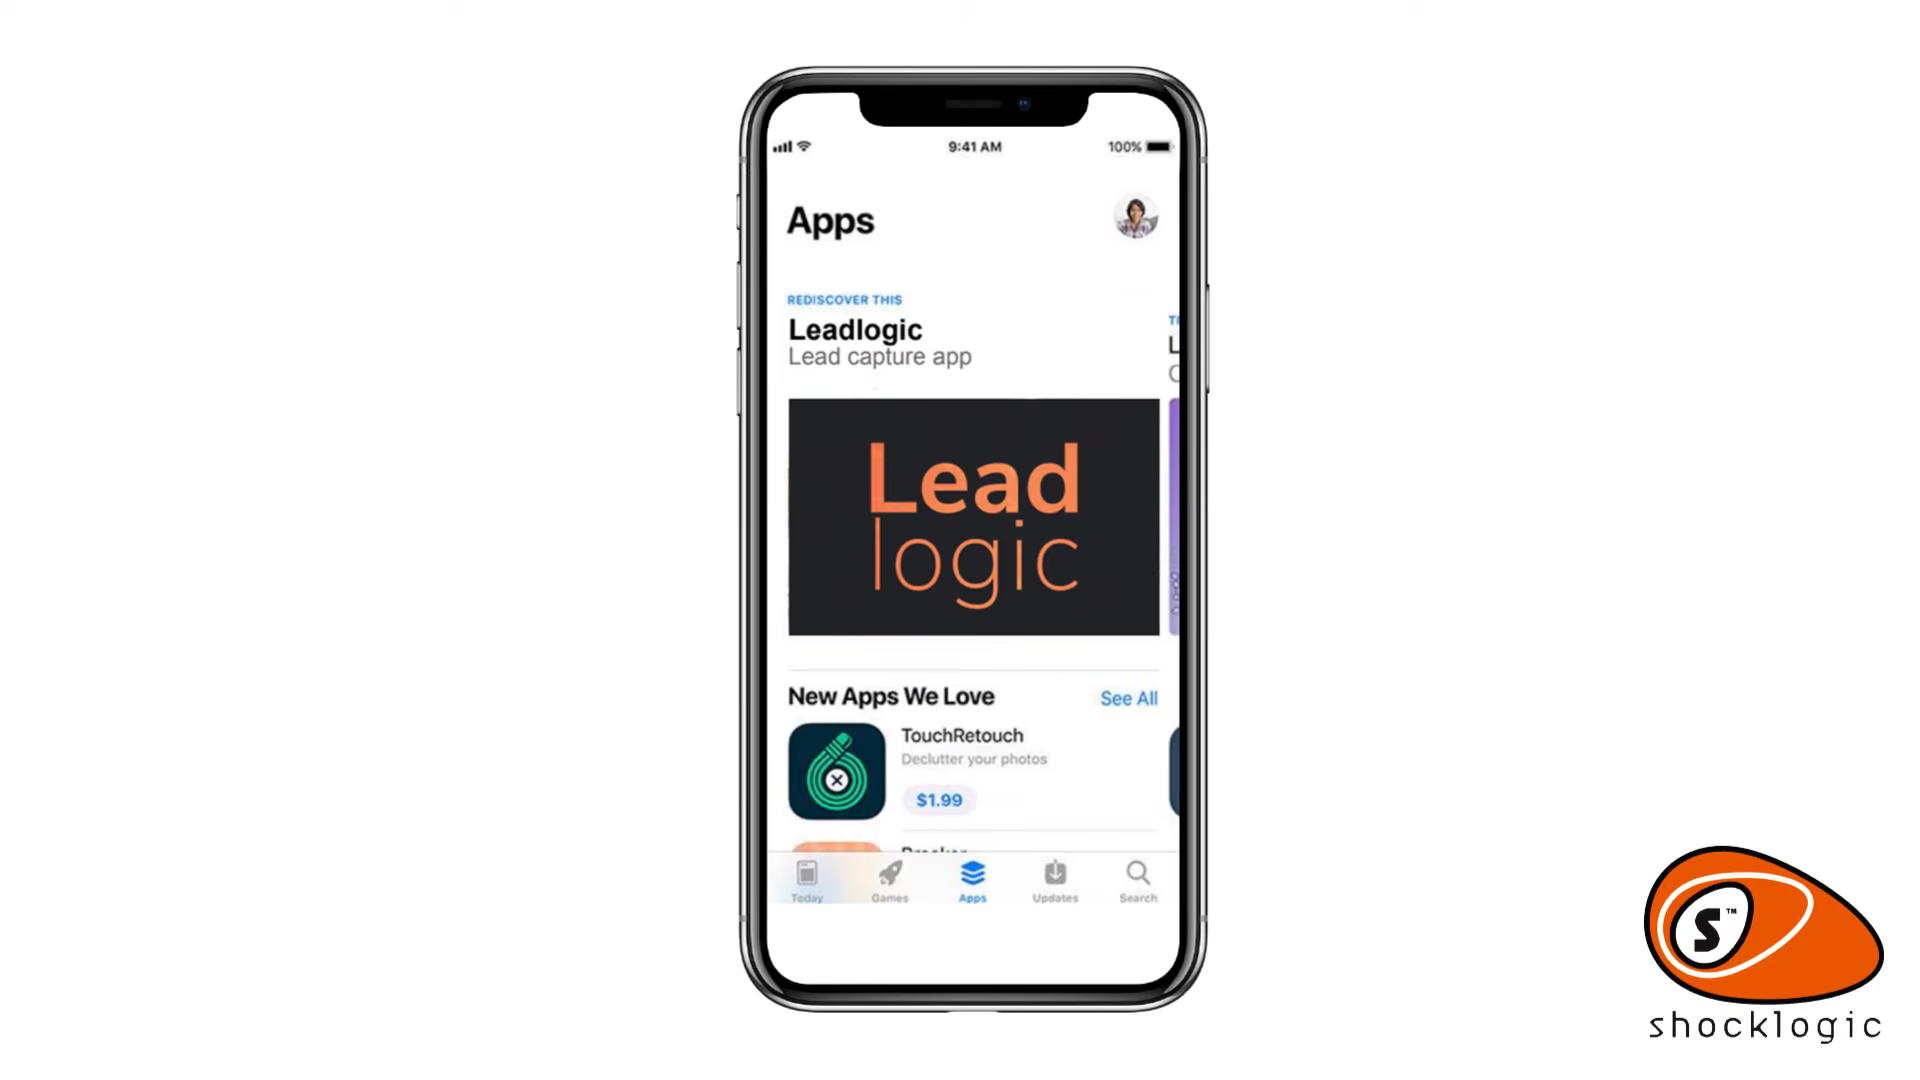 9:41 AM
100%
Apps
REDISCOVER THIS
Leadlogic
Lead capture app
Lead
logic
New Apps We Love
See All
TouchRetouch
Declutter your photos
$1.99
Today
Games
Apps
Updates
Search
S™
shocklogic